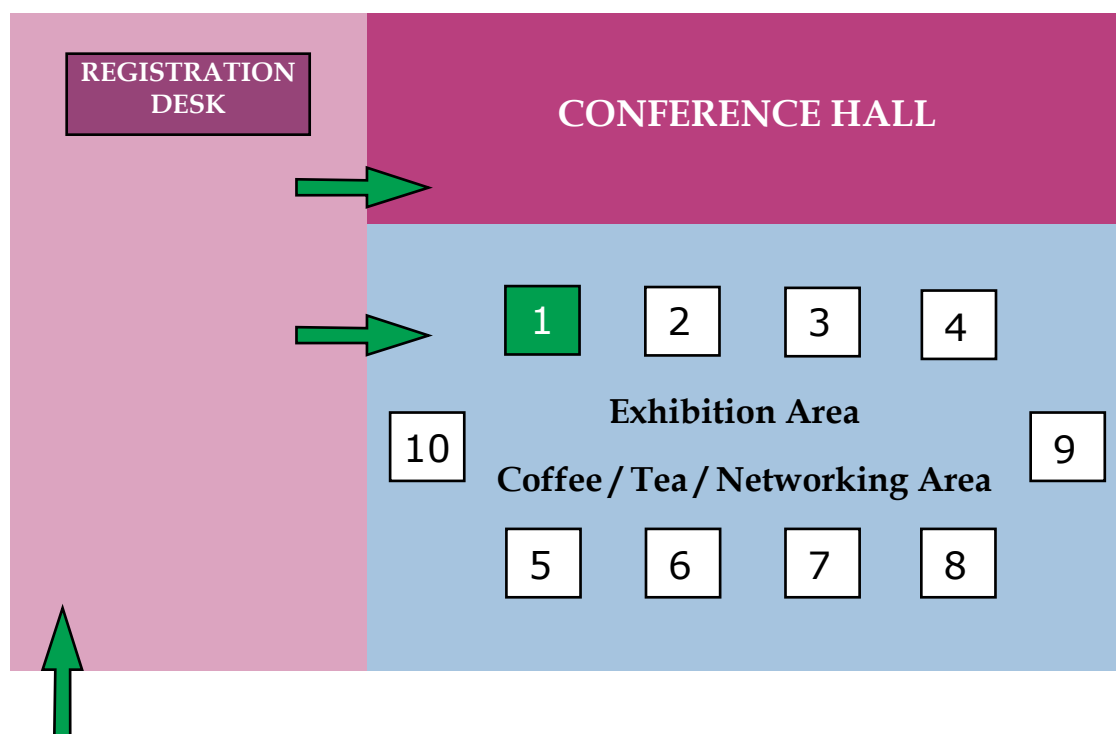 REGISTRATION
DESK
CONFERENCE HALL
1
2
3
4
Exhibition Area
10
9
Coffee / Tea / Networking Area
5
6
7
8